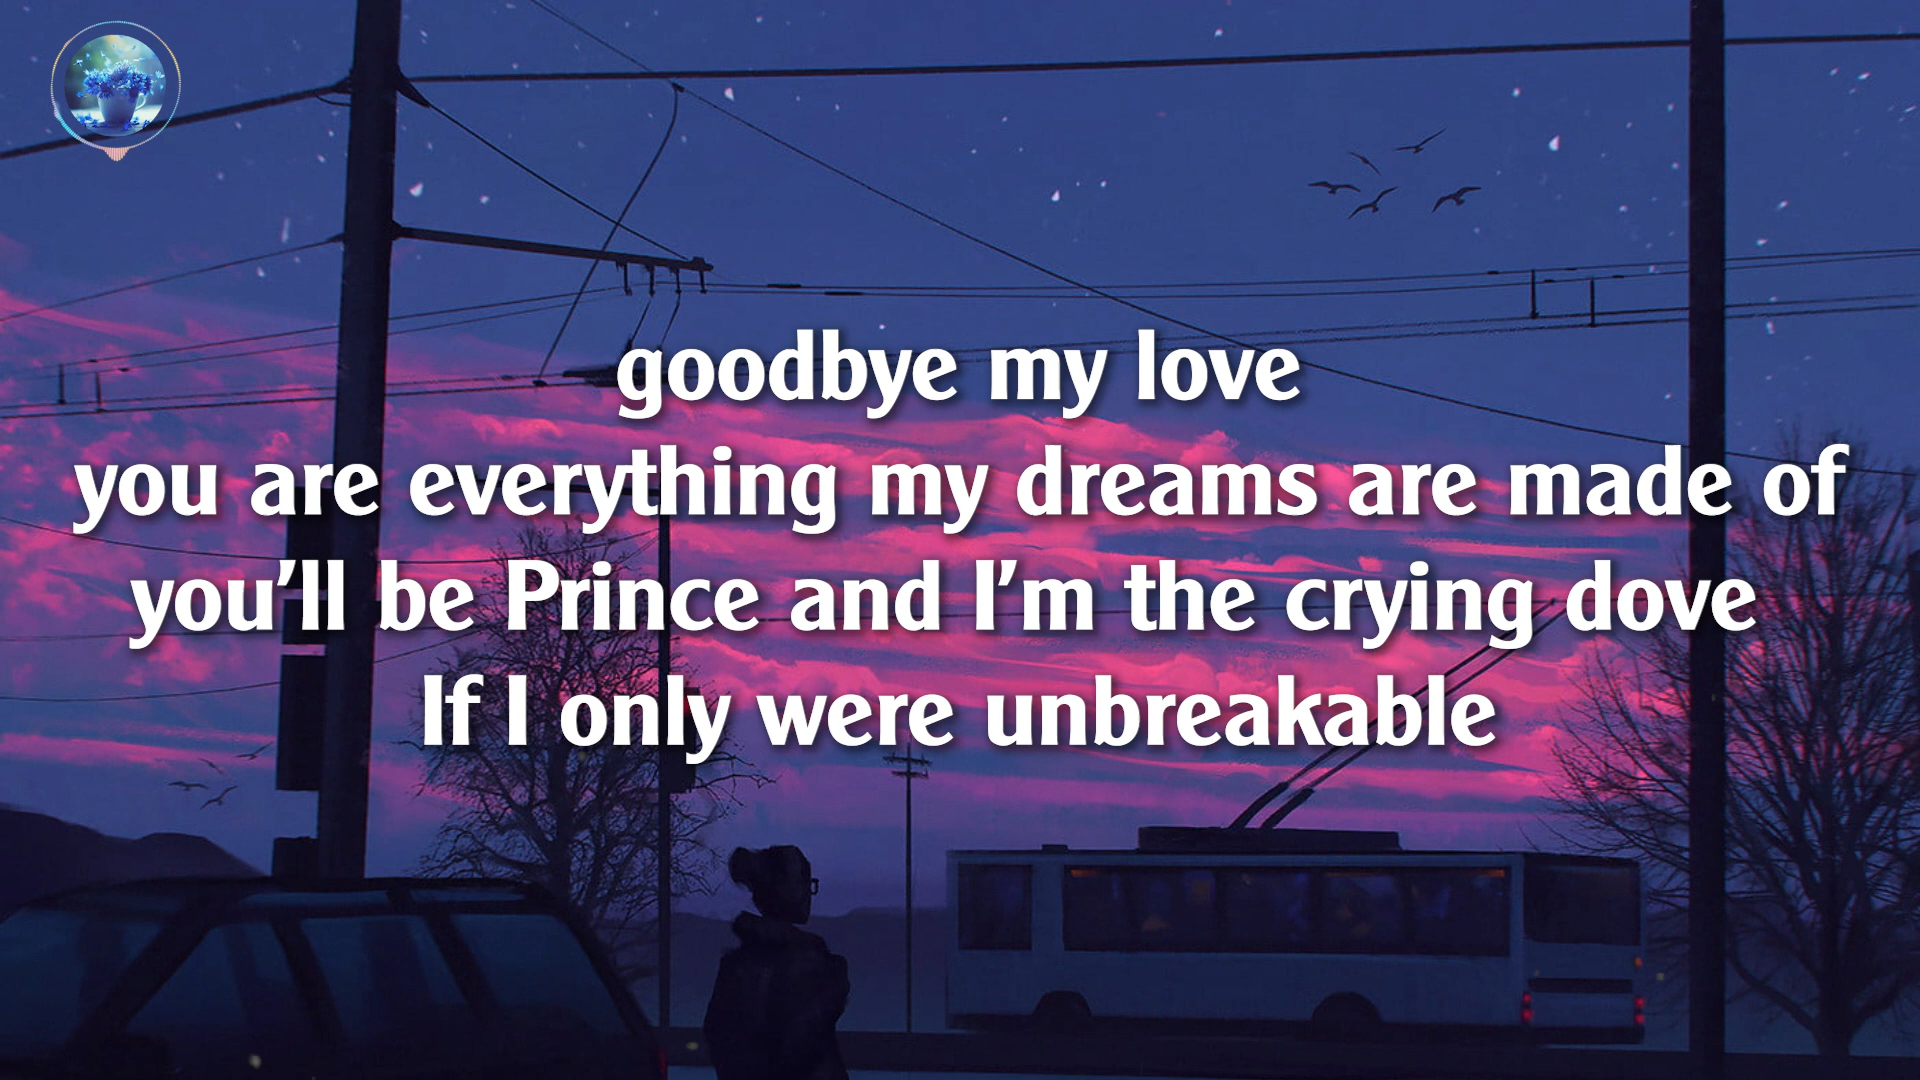 goodbye my love
you are everything my dreams are made of
you'll be Prince and I'm the crying dove
If I only were unbreakable